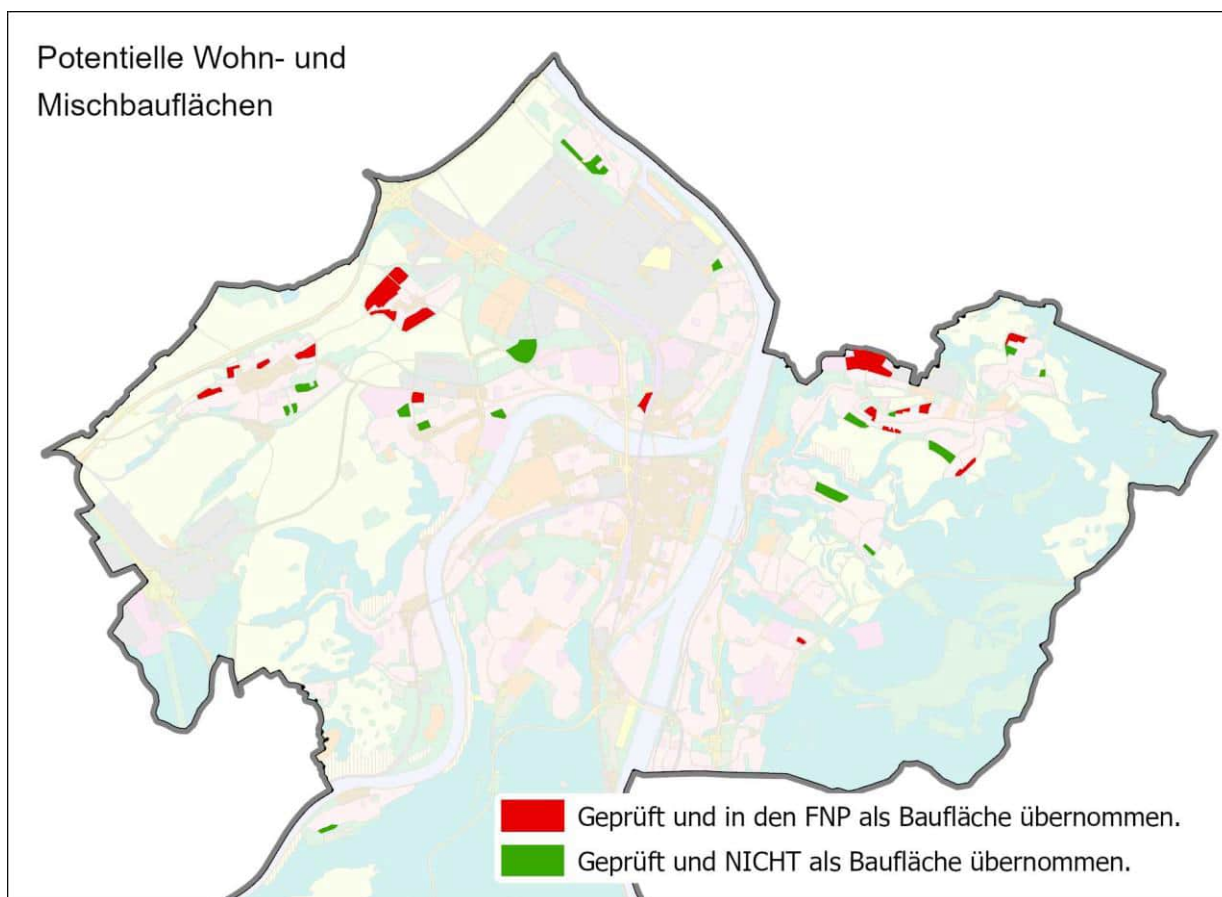 Potentielle Wohn- und
Mischbauflächen
Geprüft und in den FNP als Baufläche übernommen.
Geprüft und NICHT als Baufläche übernommen.